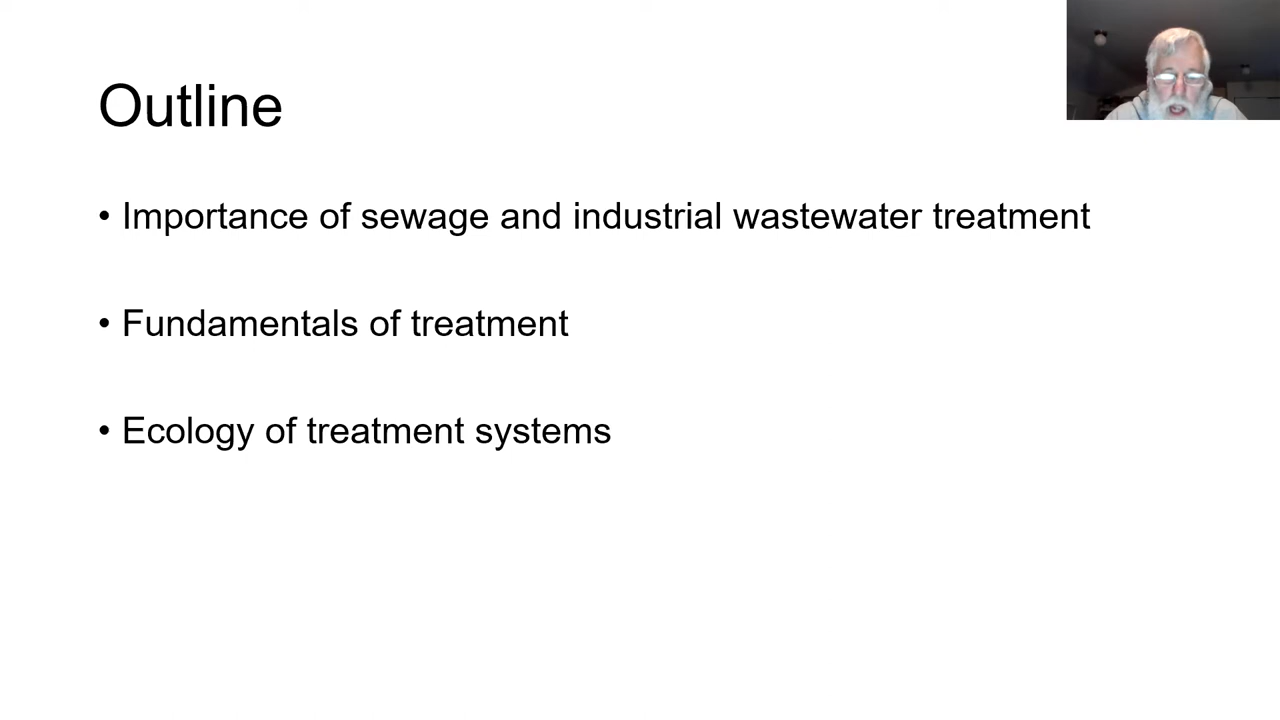 Outline
• Importance of sewage and industrial wastewater treatment
• Fundamentals of treatment
• Ecology of treatment systems